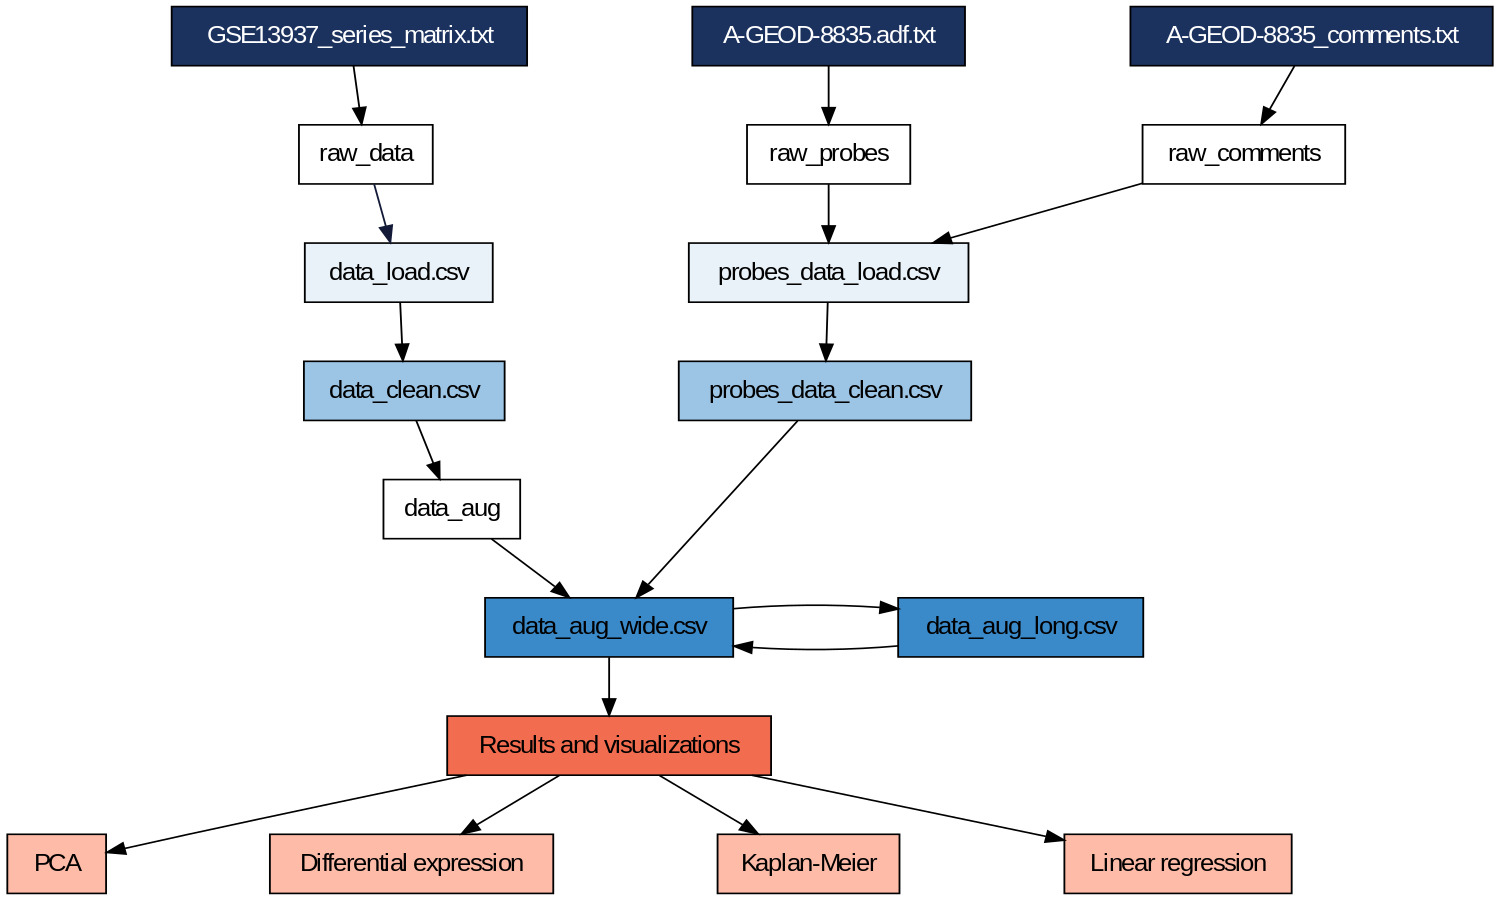 GSE13937_series_matrix.txt
A-GEOD-8835.adf.txt
A-GEOD-8835_comments.txt
raw_data
raw_probes
raw_comments
data_load.csv
probes_data_load.csv
data_clean.csv
probes_data_clean.csv
data_aug
data_aug_wide.csv
data_aug_long.csv
Results and visualizations
PCA
Differential expression
Kaplan-Meier
Linear regression